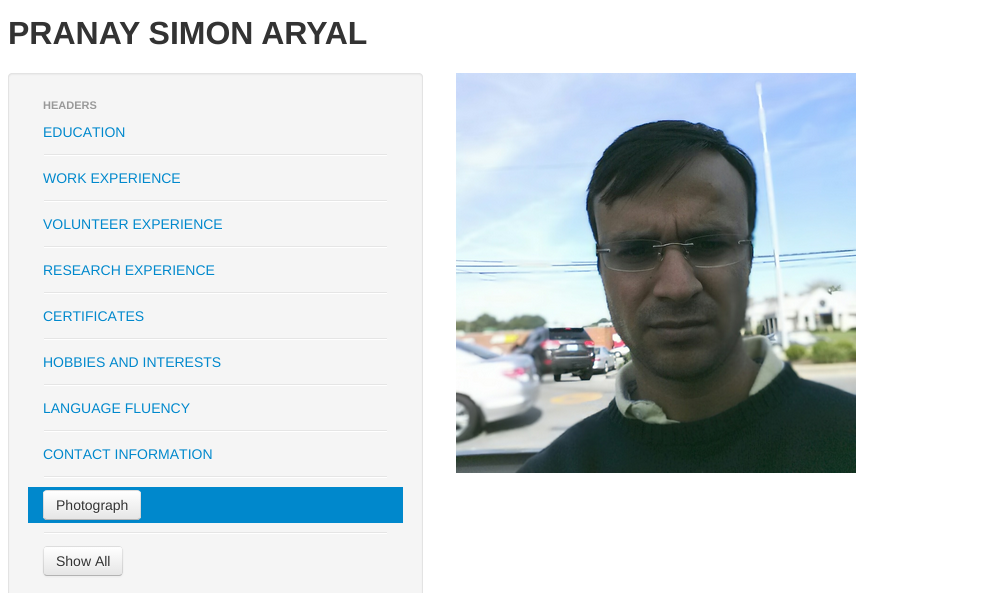 PRANAY SIMON ARYAL
HEADERS
EDUCATION
WORK EXPERIENCE
VOLUNTEER EXPERIENCE
RESEARCH EXPERIENCE
CERTIFICATES
HOBBIES AND INTERESTS
LANGUAGE FLUENCY
CONTACT INFORMATION
Photograph
Show All